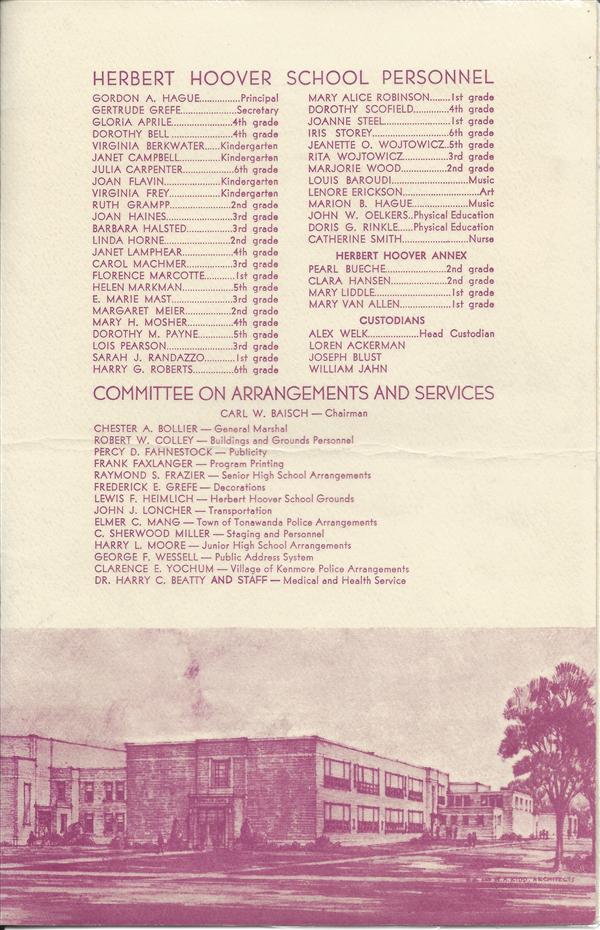 HERBERT HOOVER SCHOOL PERSONNEL
GORDON A. HAGUE...............Principal
GERTRUDE GREFE...............Secretary
GLORIA APRILE...............4th grade
DOROTHY BELL...............4th grade
VIRGINIA BERKWATER......Kindergarten
JANET CAMPBELL...............Kindergarten
JULIA CARPENTER...............6th grade
JOAN FLAVIN...............Kindergarten
VIRGINIA FREY...............Kindergarten
RUTH GRAMPP...............2nd grade
JOAN HAINES...............3rd grade
BARBARA HALSTED...............3rd grade
LINDA HORNE...............2nd grade
JANET LAMPHEAR...............4th grade
CAROL MACHMER...............3rd grade
FLORENCE MARCOTTE...........1st grade
HELEN MARKMAN...............5th grade
E. MARIE MAST...............3rd grade
MARGARET MEIER...............2nd grade
MARY H. MOSHER...............4th grade
DOROTHY M. PAYNE...............5th grade
LOIS PEARSON...............3rd grade
SARAH J. RANDAZZO...........1st grade
HARRY G. ROBERTS...............6th grade
MARY ALICE ROBINSON........1st grade
DOROTHY SCOFIELD...............4th grade
JOANNE STEEL...............1st grade
IRIS STOREY...............6th grade
JEANETTE O. WOJTOWICZ..5th grade
RITA WOJTOWICZ...............3rd grade
MARJORIE WOOD...............2nd grade
LOUIS BAROUDI...............Music
LENORE ERICKSON...............Art
MARION B. HAGUE...............Music
JOHN W. OELKERS..Physical Education
DORIS G. RINKLE.....Physical Education
CATHERINE SMITH...............Nurse
HERBERT HOOVER ANNEX
PEARL BUECHE...............2nd grade
CLARA HANSEN...............2nd grade
MARY LIDDLE...............1st grade
MARY VAN ALLEN...............1st grade
CUSTODIANS
ALEX WELK...............Head Custodian
LOREN ACKERMAN
JOSEPH BLUST
WILLIAM JAHN
COMMITTEE ON ARRANGEMENTS AND SERVICES
CARL W. BAISCH — Chairman
CHESTER A. BOLLIER — General Marshal
ROBERT W. COLLEY — Buildings and Grounds Personnel
PERCY D. FAHNESTOCK — Publicity
FRANK FAXLANGER — Program Printing
RAYMOND S. FRAZIER — Senior High School Arrangements
FREDERICK E. GREFE — Decorations
LEWIS F. HEIMLICH — Herbert Hoover School Grounds
JOHN J. LONCHER — Transportation
ELMER C. MANG — Town of Tonawanda Police Arrangements
C. SHERWOOD MILLER — Staging and Personnel
HARRY L. MOORE — Junior High School Arrangements
GEORGE F. WESSELL — Public Address System
CLARENCE E. YOCHUM — Village of Kenmore Police Arrangements
DR. HARRY C. BEATTY AND STAFF — Medical and Health Service
KIDD, ARCHITECTS